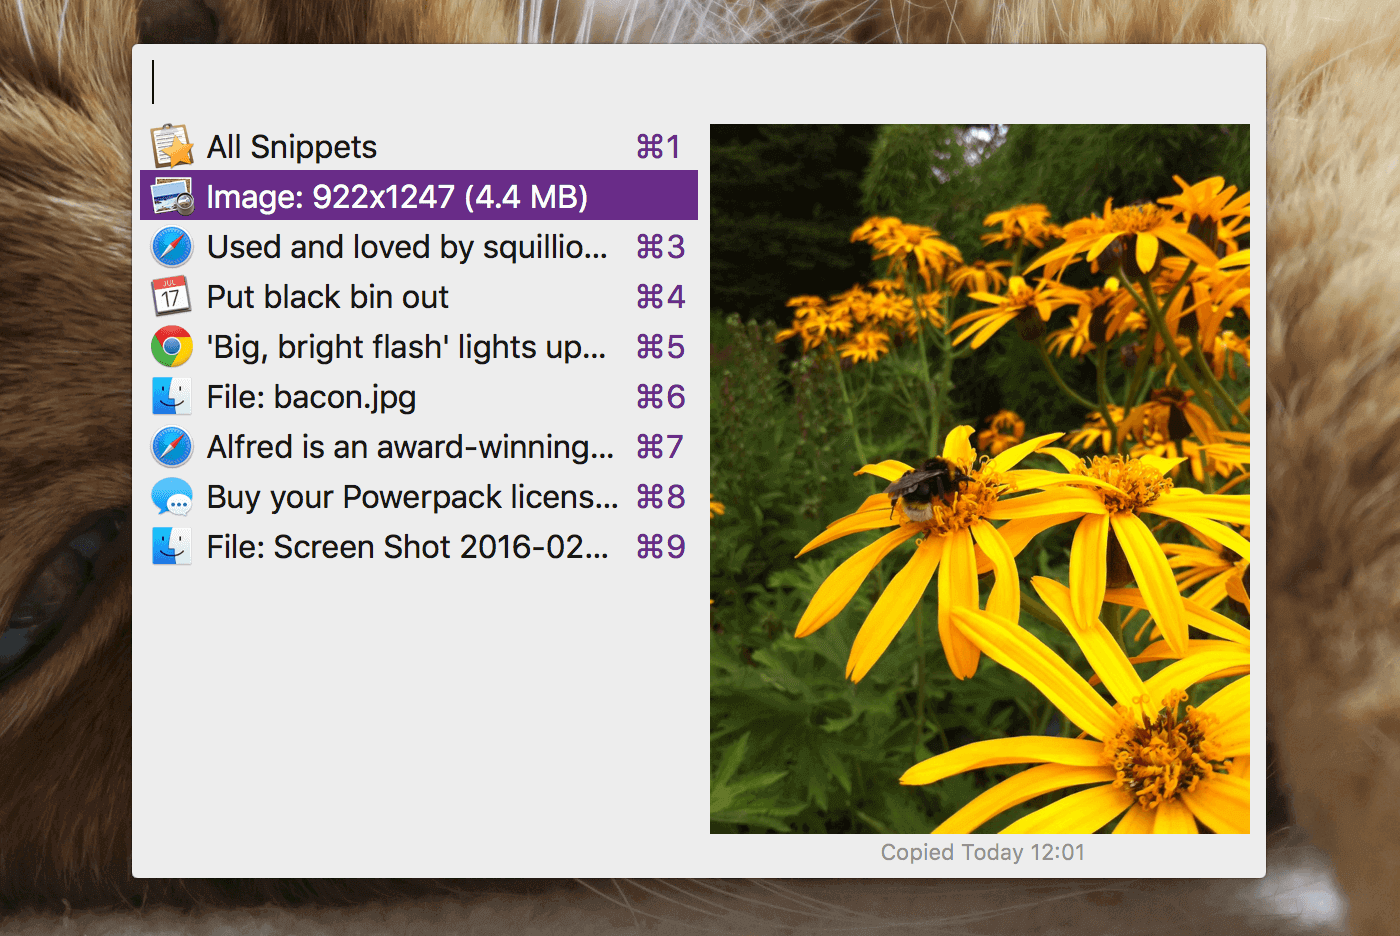 All Snippets ⌘1
Image: 922x1247 (4.4 MB)
Used and loved by squillio... ⌘3
JUL
17
Put black bin out ⌘4
'Big, bright flash' lights up... ⌘5
File: bacon.jpg ⌘6
Alfred is an award-winning... ⌘7
Buy your Powerpack licens... ⌘8
File: Screen Shot 2016-02... ⌘9
Copied Today 12:01